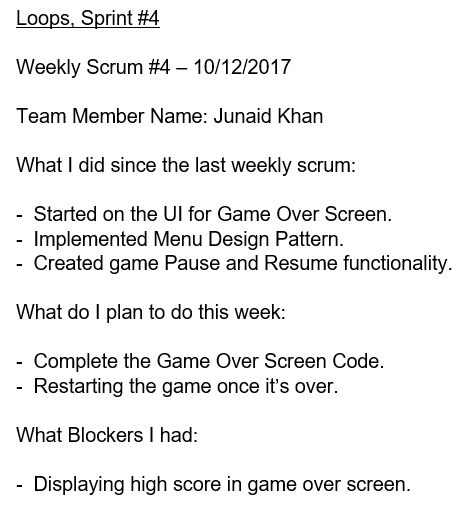 Loops, Sprint #4
Weekly Scrum #4 – 10/12/2017
Team Member Name: Junaid Khan
What I did since the last weekly scrum:
- Started on the UI for Game Over Screen.
- Implemented Menu Design Pattern.
- Created game Pause and Resume functionality.
What do I plan to do this week:
- Complete the Game Over Screen Code.
- Restarting the game once it’s over.
What Blockers I had:
- Displaying high score in game over screen.